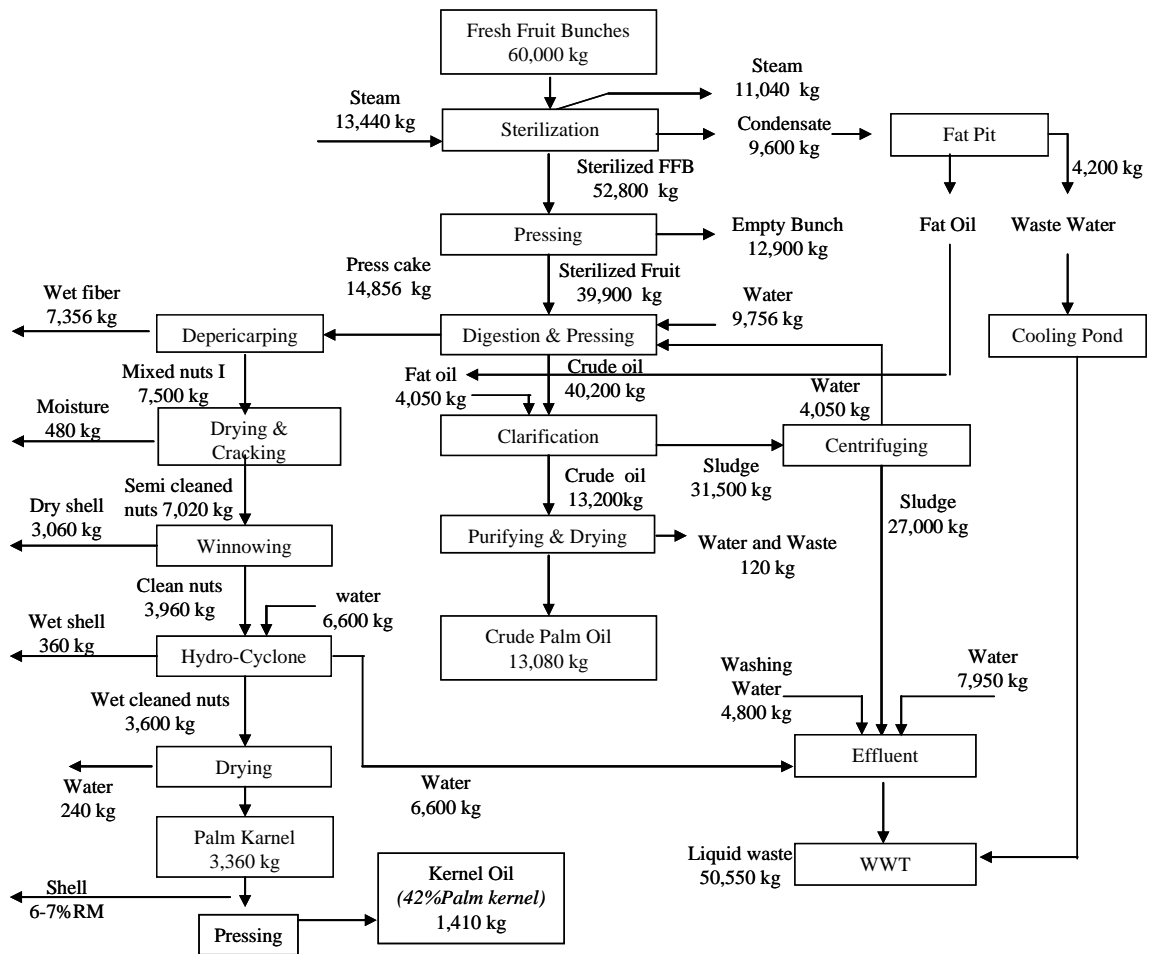 Fresh Fruit Bunches
60,000 kg
Steam
11,040 kg
Steam
13,440 kg
Sterilization
Condensate
9,600 kg
Fat Pit
4,200 kg
Sterilized FFB
52,800 kg
Pressing
Empty Bunch
12,900 kg
Fat Oil
Waste Water
Press cake
14,856 kg
Sterilized Fruit
39,900 kg
Water
9,756 kg
Wet fiber
7,356 kg
Depericarping
Digestion & Pressing
Cooling Pond
Mixed nuts I
7,500 kg
Fat oil
4,050 kg
Crude oil
40,200 kg
Water
4,050 kg
Moisture
480 kg
Drying &
Cracking
Clarification
Centrifuging
Semi cleaned
nuts 7,020 kg
Crude oil
13,200kg
Sludge
31,500 kg
Sludge
27,000 kg
Dry shell
3,060 kg
Winnowing
Purifying & Drying
Water and Waste
120 kg
Clean nuts
3,960 kg
water
6,600 kg
Wet shell
360 kg
Hydro-Cyclone
Crude Palm Oil
13,080 kg
Washing
Water
4,800 kg
Water
7,950 kg
Wet cleaned nuts
3,600 kg
Drying
Effluent
Water
240 kg
Water
6,600 kg
Palm Karnel
3,360 kg
Liquid waste
50,550 kg
WWT
Shell
6-7%RM
Kernel Oil
(42%Palm kernel)
1,410 kg
Pressing